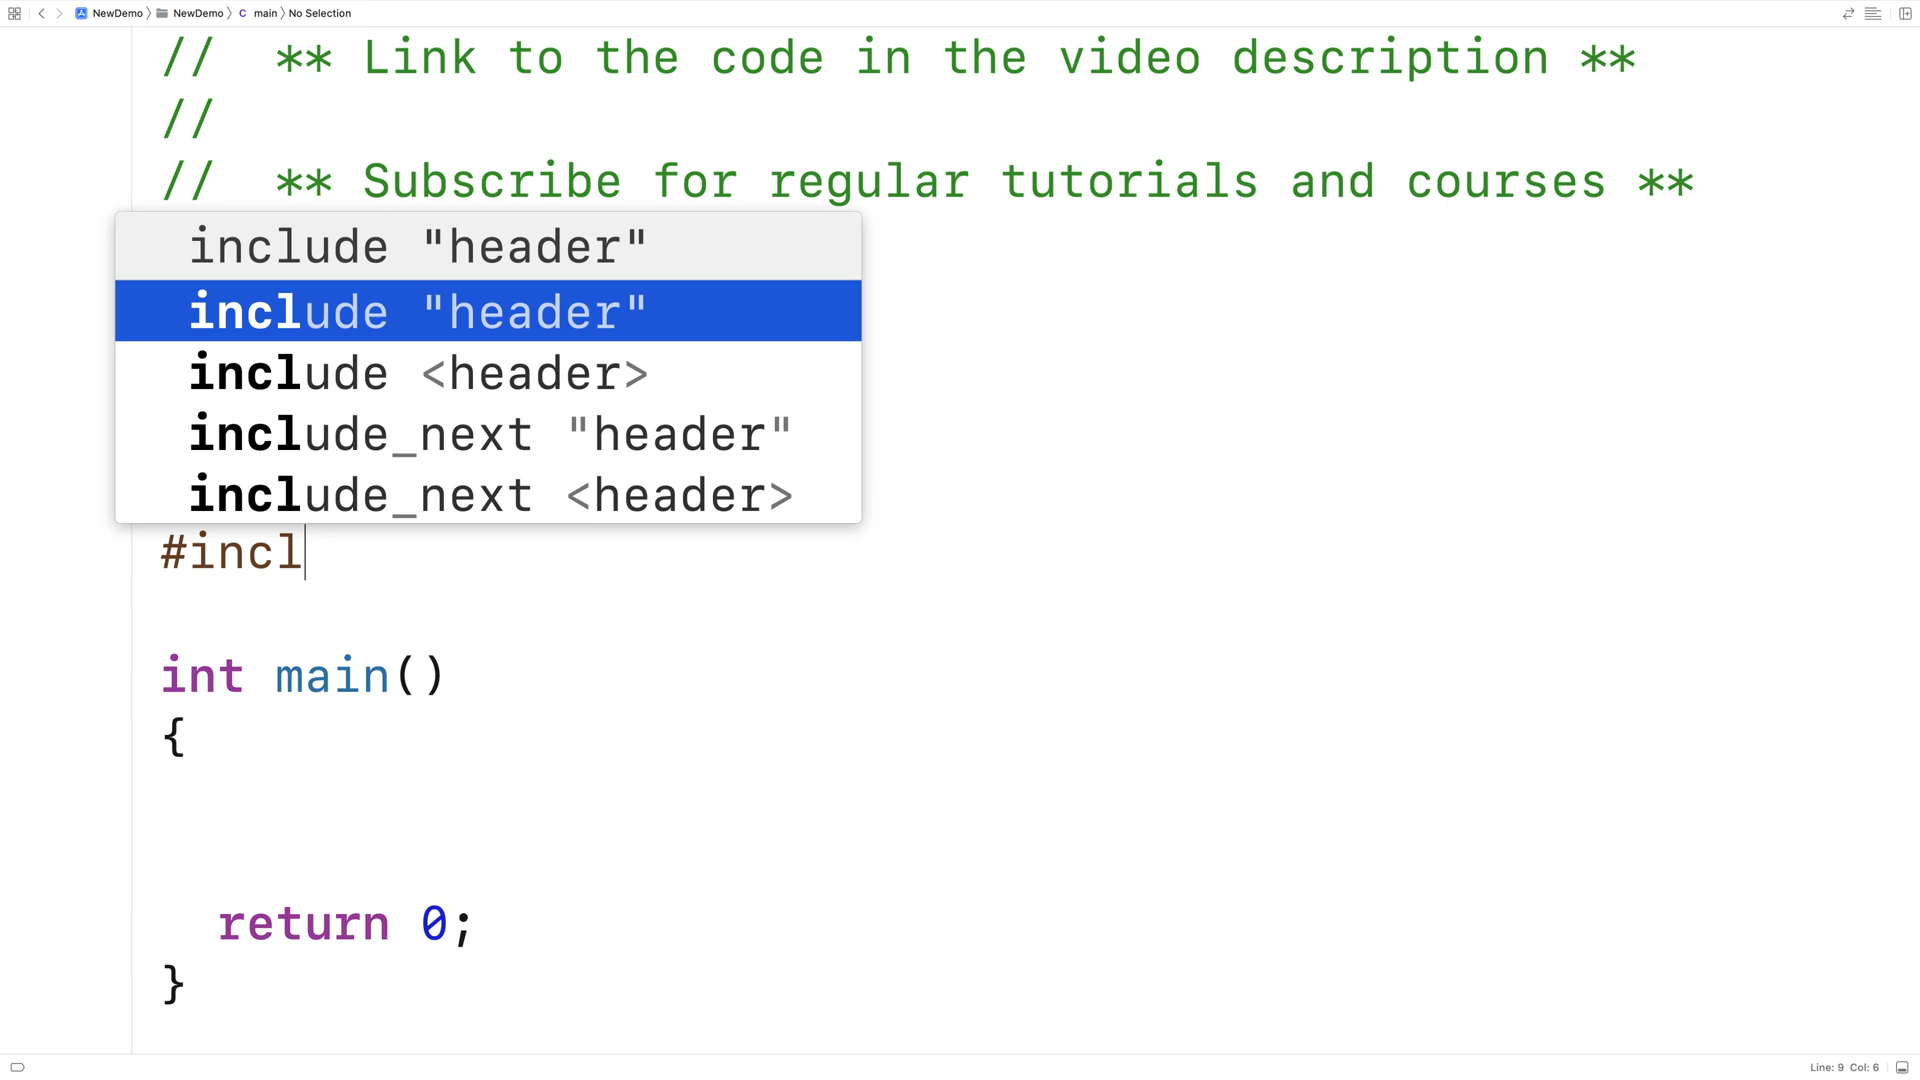 NewDemo NewDemo C main No Selection
// ** Link to the code in the video description **
//
// ** Subscribe for regular tutorials and courses **
include "header"
include "header"
include <header>
include_next "header"
include_next <header>
#incl
int main()
{
return 0;
}
Line: 9 Col: 6